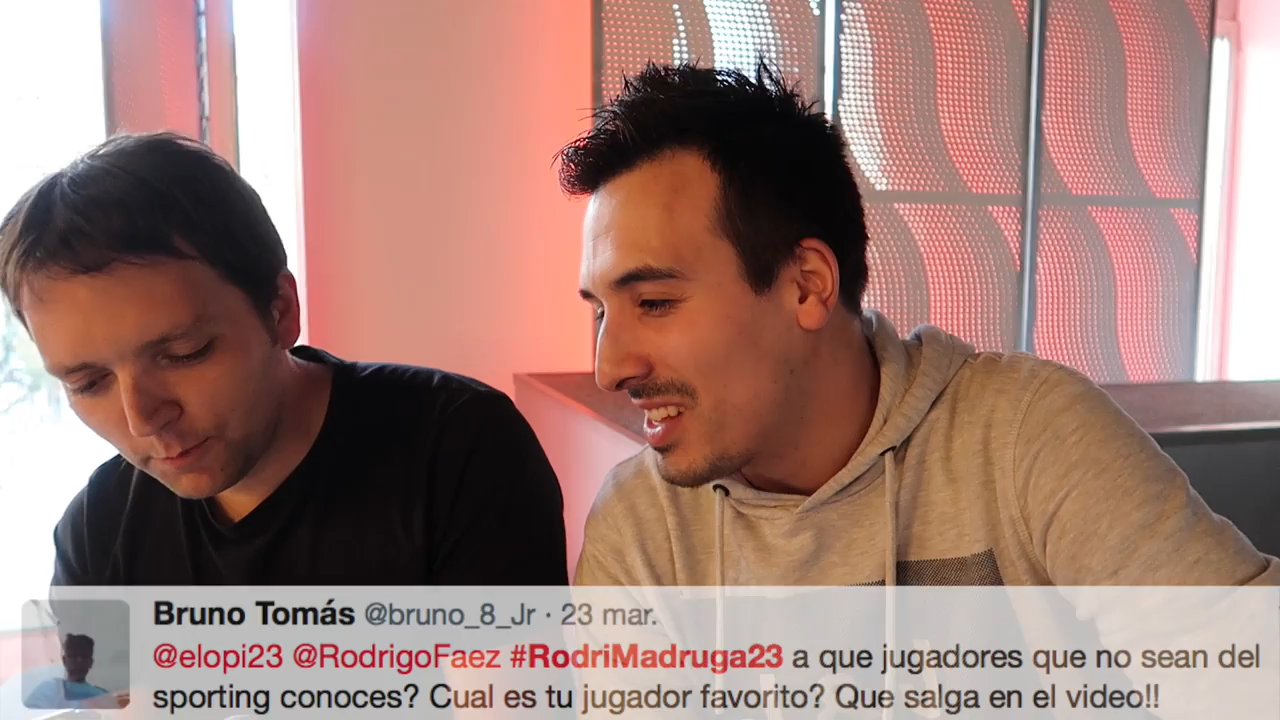 Bruno Tomás @bruno_8_Jr · 23 mar.
@elopi23 @RodrigoFaez #RodriMadruga23 a que jugadores que no sean del
sporting conoces? Cual es tu jugador favorito? Que salga en el video!!